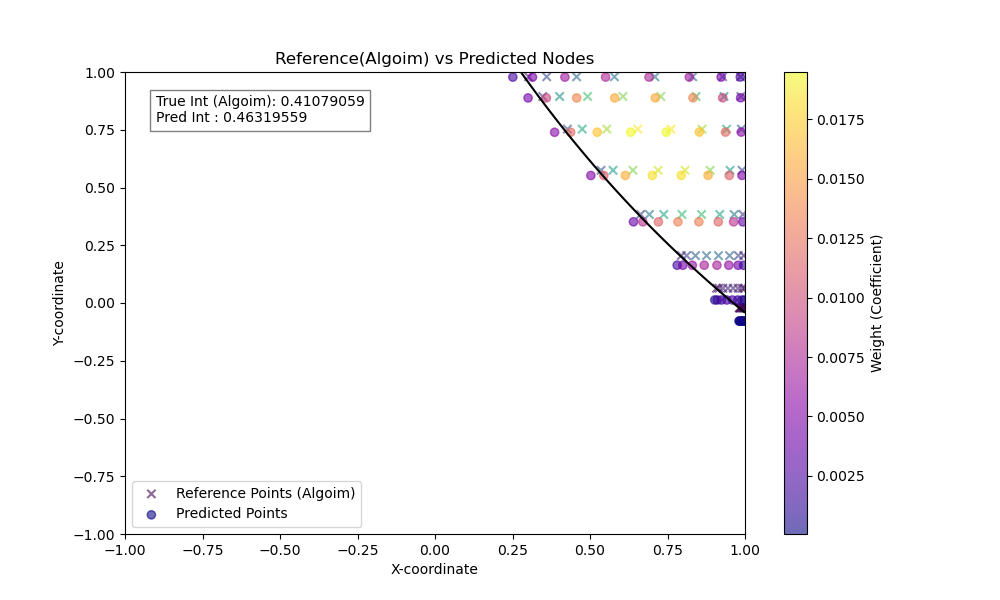 Reference(Algoim) vs Predicted Nodes
True Int (Algoim): 0.41079059
Pred Int : 0.46319559
1.00
0.75
0.50
0.25
0.00
−0.25
−0.50
−0.75
−1.00
Y-coordinate
Reference Points (Algoim)
Predicted Points
−1.00 −0.75 −0.50 −0.25 0.00 0.25 0.50 0.75 1.00
X-coordinate
0.0175
0.0150
0.0125
0.0100
0.0075
0.0050
0.0025
Weight (Coefficient)